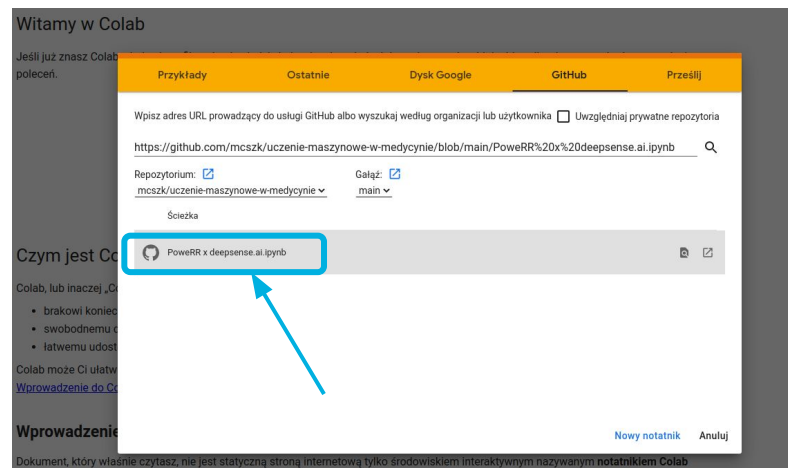 Witamy w Colab
Jeśli już znasz Colab
poleceń.
Przykłady Ostatnie Dysk Google GitHub Prześlij
Wpisz adres URL prowadzący do usługi GitHub albo wyszukaj według organizacji lub użytkownika Uwzględniaj prywatne repozytoria
https://github.com/mcszk/uczenie-maszynowe-w-medycynie/blob/main/PoweRR%20x%20deepsense.ai.ipynb
Repozytorium: Gałąź:
mcszk/uczenie-maszynowe-w-medycynie main
Ścieżka
PoweRR x deepsense.ai.ipynb
Czym jest Co
Colab, lub inaczej „Co
brakowi koniec
swobodnemu d
łatwemu udost
Colab może Ci ułatw
Wprowadzenie do Co
Nowy notatnik Anuluj
Wprowadzenie
Dokument, który właśnie czytasz, nie jest statyczną stroną internetową tylko środowiskiem interaktywnym nazywanym notatnikiem Colab